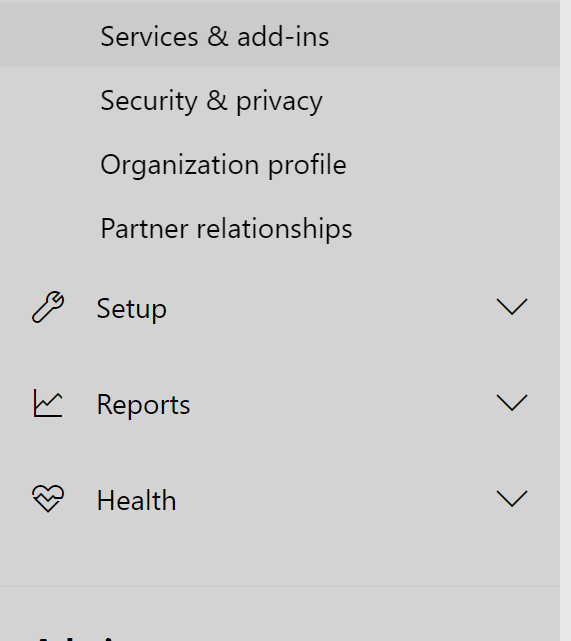 Services & add-ins
Security & privacy
Organization profile
Partner relationships
Setup
Reports
Health